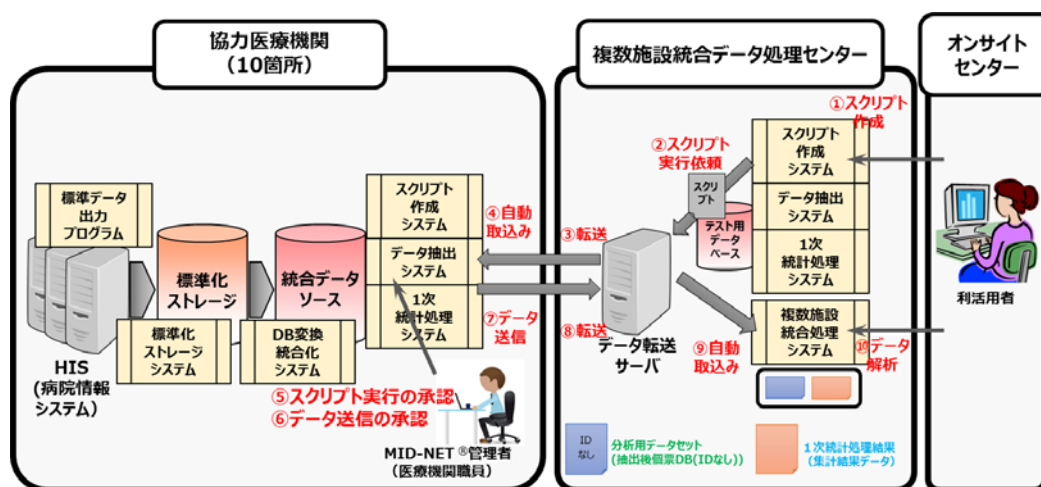 協力医療機関
（10箇所）
標準データ
出力
プログラム
HIS
(病院情報
システム)
標準化
ストレージ
標準化
ストレージ
システム
統合データ
ソース
DB変換
統合化
システム
スクリプト
作成
システム
データ抽出
システム
1次
統計処理
システム
④自動
取込み
③転送
⑦データ
送信
⑧転送
⑤スクリプト実行の承認
⑥データ送信の承認
MID-NET®管理者
（医療機関職員）
複数施設統合データ処理センター
①スクリプト
作成
②スクリプト
実行依頼
スクリ
プト
テスト用
データ
ベース
スクリプト
作成
システム
データ抽出
システム
1次
統計処理
システム
データ転送
サーバ
⑨自動
取込み
複数施設
統合処理
システム
⑩データ
解析
ID
なし
分析用データセット
(抽出後個票DB(IDなし))
1次統計処理結果
(集計結果データ)
オンサイト
センター
利活用者